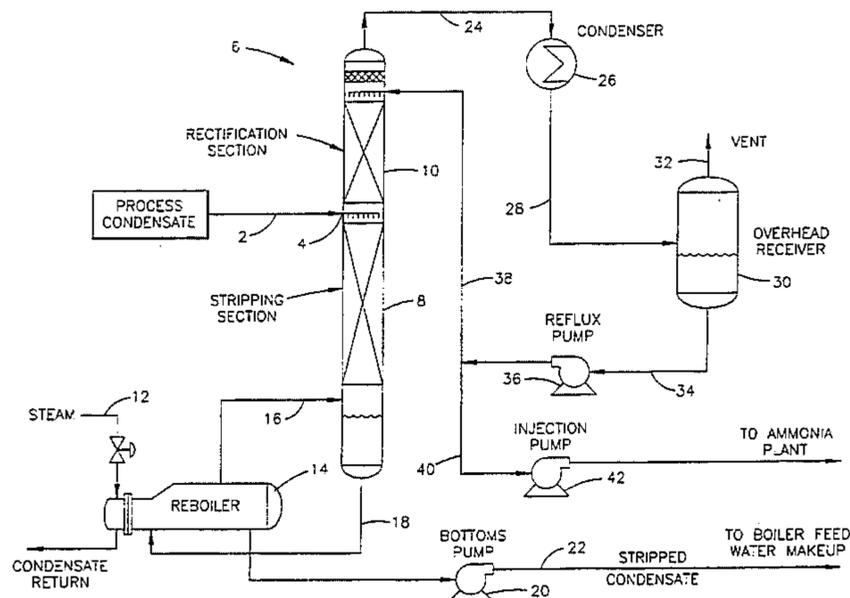 24
CONDENSER
6
26
RECTIFICATION
SECTION
10
32
VENT
PROCESS
CONDENSATE
2
4
28
OVERHEAD
RECEIVER
30
STRIPPING
SECTION
8
38
REFLUX
PUMP
36
34
STEAM
12
16
INJECTION
PUMP
TO AMMONIA
PLANT
40
42
14
REBOILER
18
CONDENSATE
RETURN
BOTTOMS
PUMP
22
STRIPPED
CONDENSATE
TO BOILER FEED
WATER MAKEUP
20